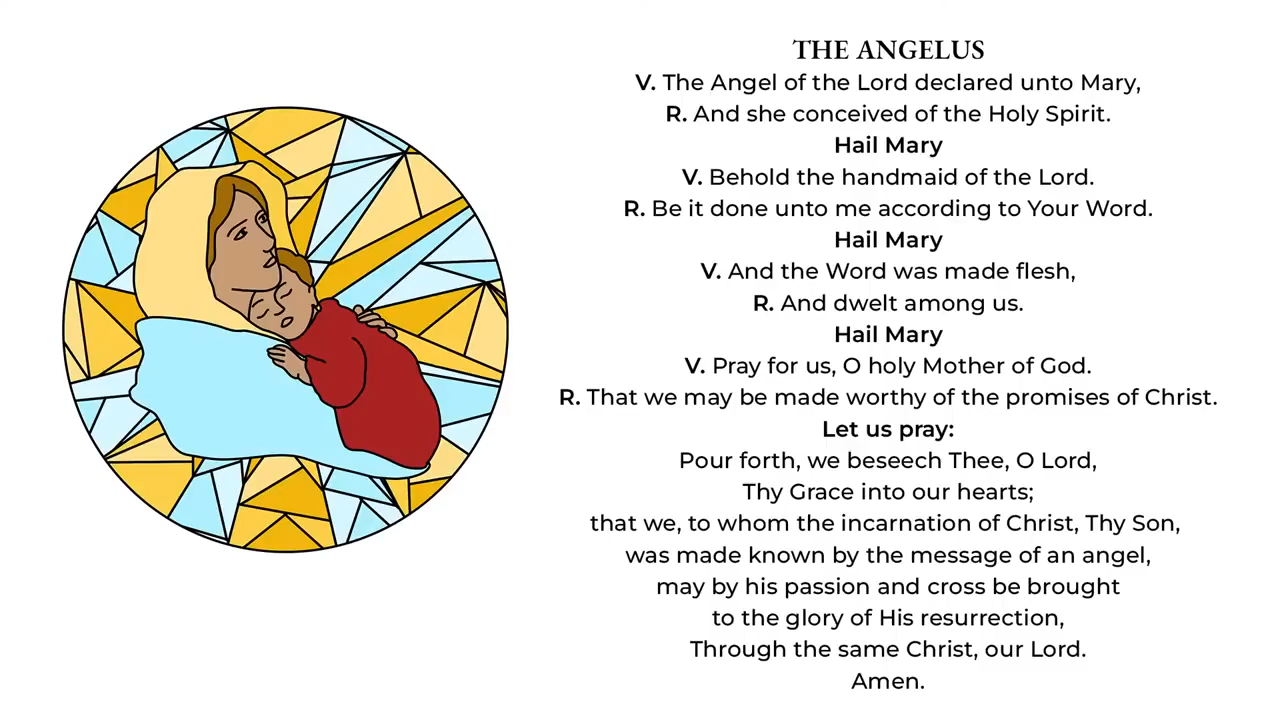 THE ANGELUS
V. The Angel of the Lord declared unto Mary,
R. And she conceived of the Holy Spirit.
Hail Mary
V. Behold the handmaid of the Lord.
R. Be it done unto me according to Your Word.
Hail Mary
V. And the Word was made flesh,
R. And dwelt among us.
Hail Mary
V. Pray for us, O holy Mother of God.
R. That we may be made worthy of the promises of Christ.
Let us pray:
Pour forth, we beseech Thee, O Lord,
Thy Grace into our hearts;
that we, to whom the incarnation of Christ, Thy Son,
was made known by the message of an angel,
may by his passion and cross be brought
to the glory of His resurrection,
Through the same Christ, our Lord.
Amen.